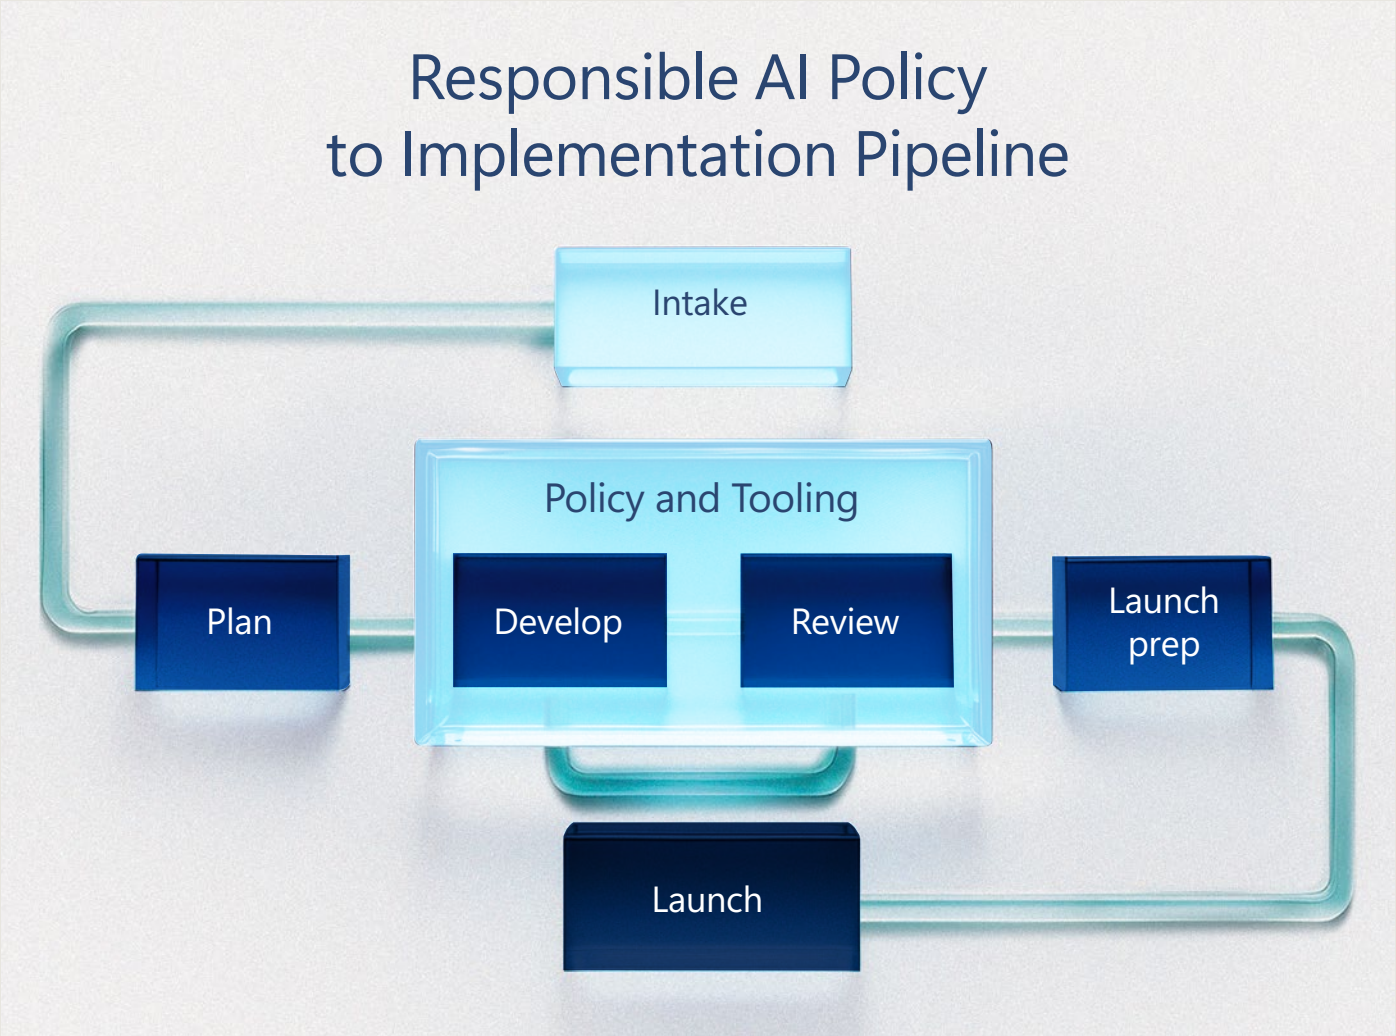 Responsible AI Policy
to Implementation Pipeline
Intake
Policy and Tooling
Plan
Develop
Review
Launch
prep
Launch